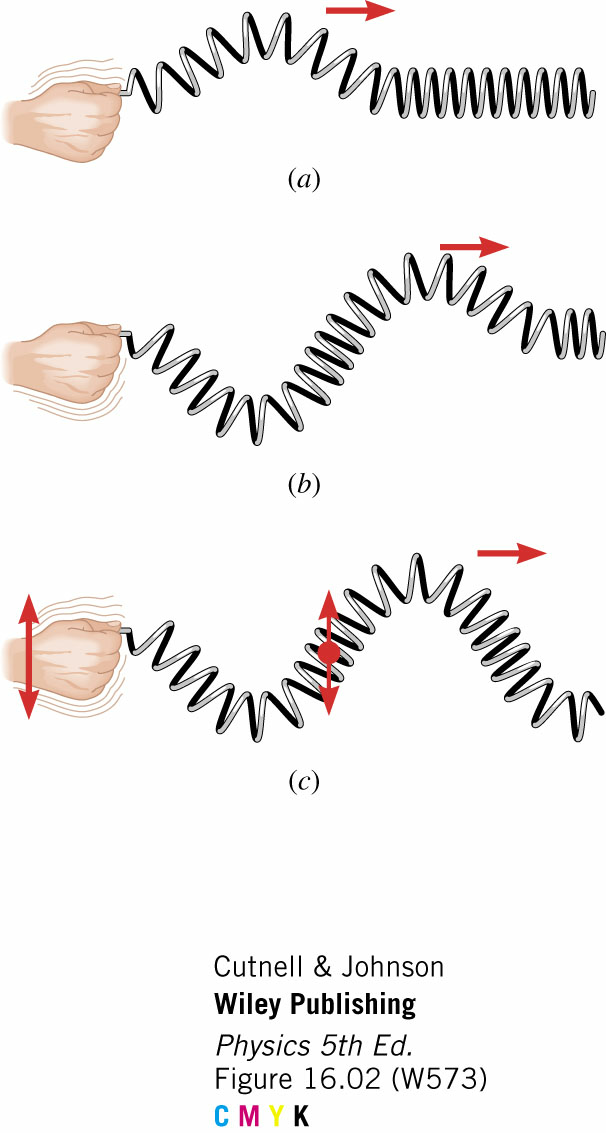 (a)
(b)
(c)
Cutnell & Johnson
Wiley Publishing
Physics 5th Ed.
Figure 16.02 (W573)
C M Y K